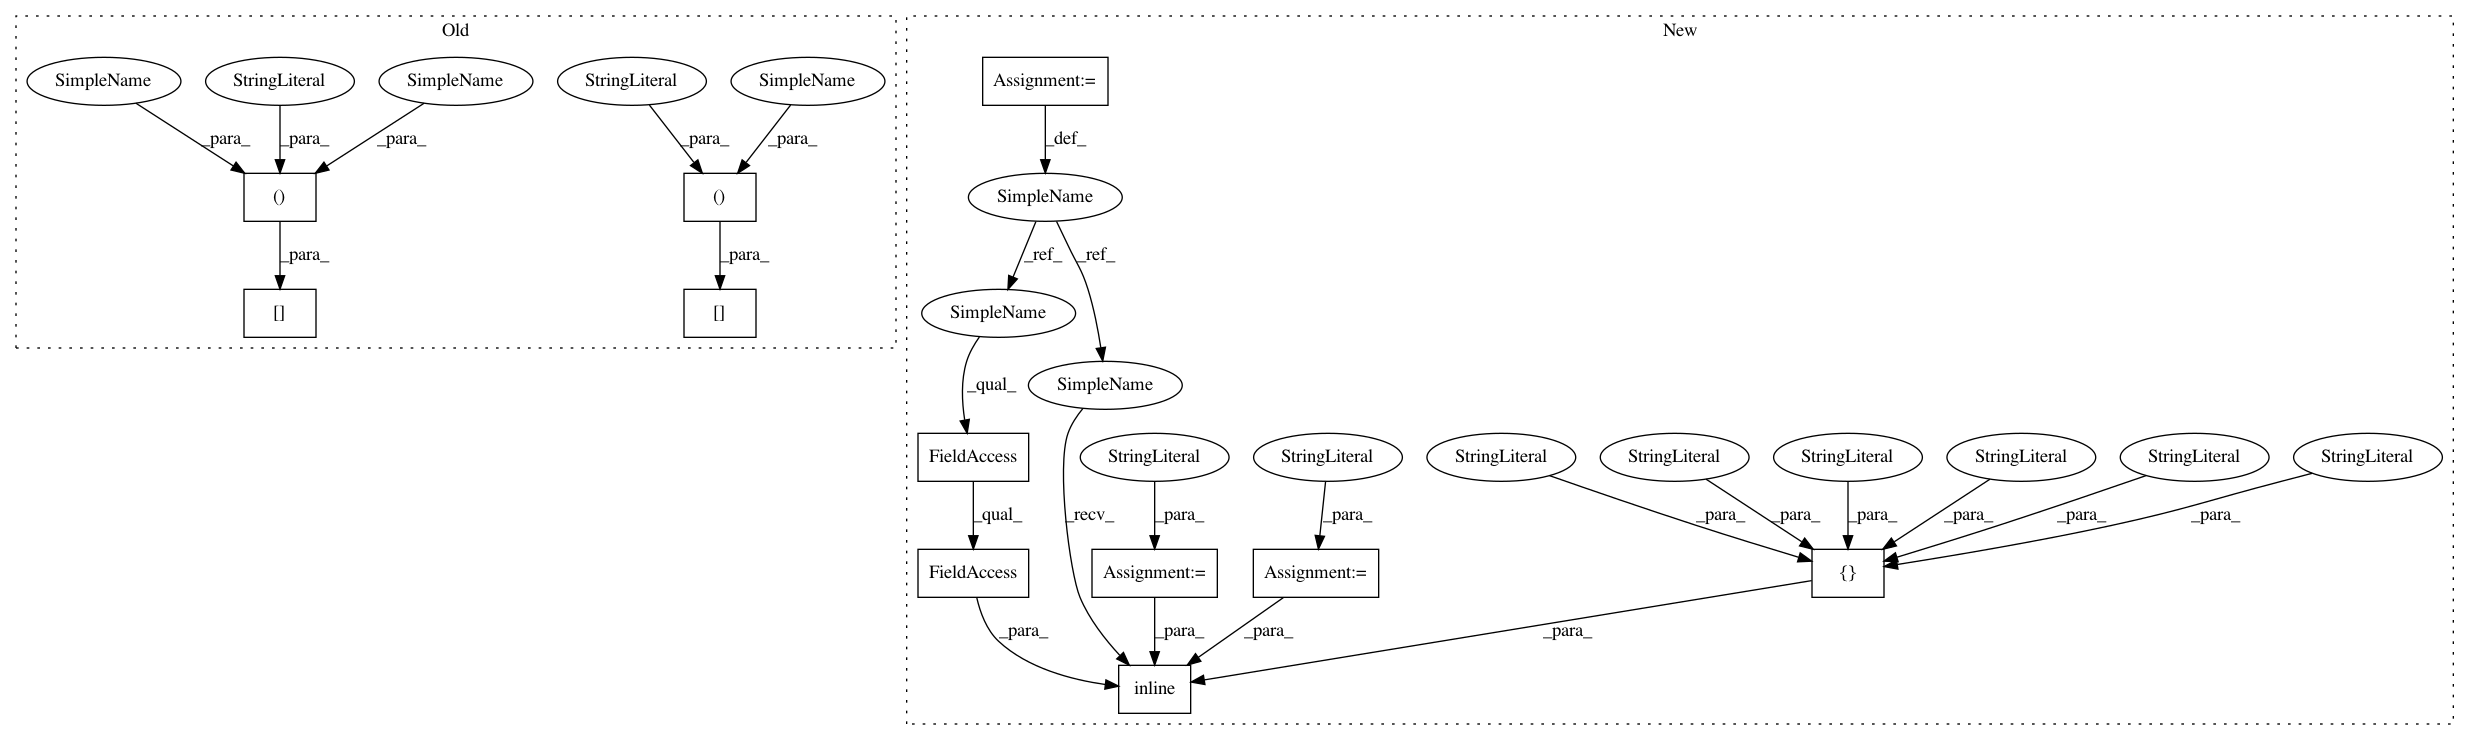 Old
New
SimpleName
StringLiteral
SimpleName
StringLiteral
SimpleName
_para_
_para_
_para_
_para_
_para_
()
()
_para_
_para_
[]
[]
Assignment:=
_def_
SimpleName
_ref_
_ref_
SimpleName
SimpleName
_qual_
FieldAccess
StringLiteral
StringLiteral
StringLiteral
StringLiteral
StringLiteral
StringLiteral
StringLiteral
StringLiteral
_qual_
_recv_
_para_
_para_
_para_
_para_
_para_
_para_
_para_
_para_
FieldAccess
Assignment:=
Assignment:=
{}
_para_
_para_
_para_
_para_
inline